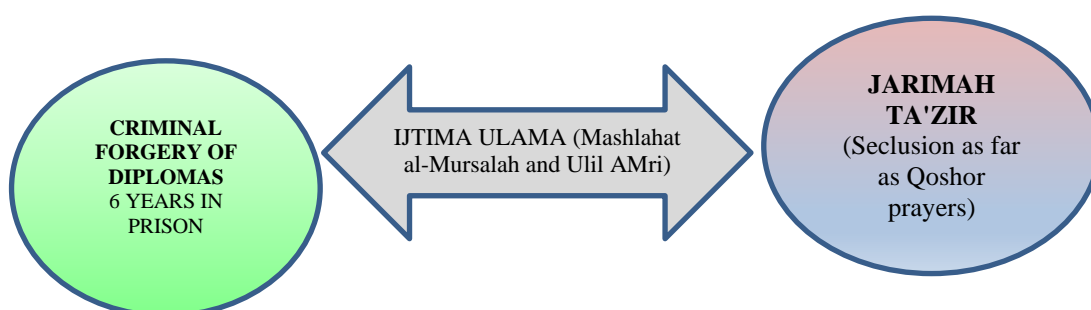 CRIMINAL
FORGERY OF
DIPLOMAS
6 YEARS IN
PRISON
IJTIMA ULAMA (Mashlahat
al-Mursalah and Ulil AMri)
JARIMAH
TA'ZIR
(Seclusion as far
as Qoshor
prayers)